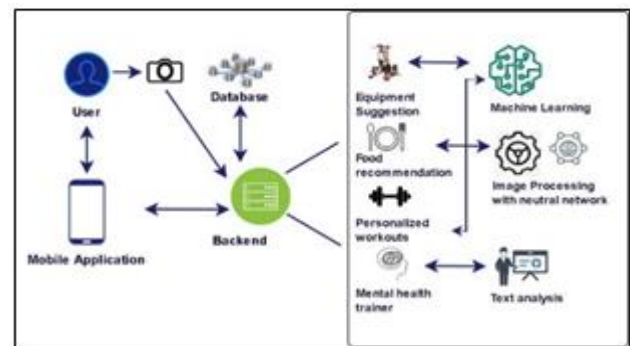 User
Database
Backend
Mobile Application
Equipment
Suggestion
Machine Learning
Food
recommendation
Image Processing
with neutral network
Personalized
workouts
Mental health
trainer
Text analysis